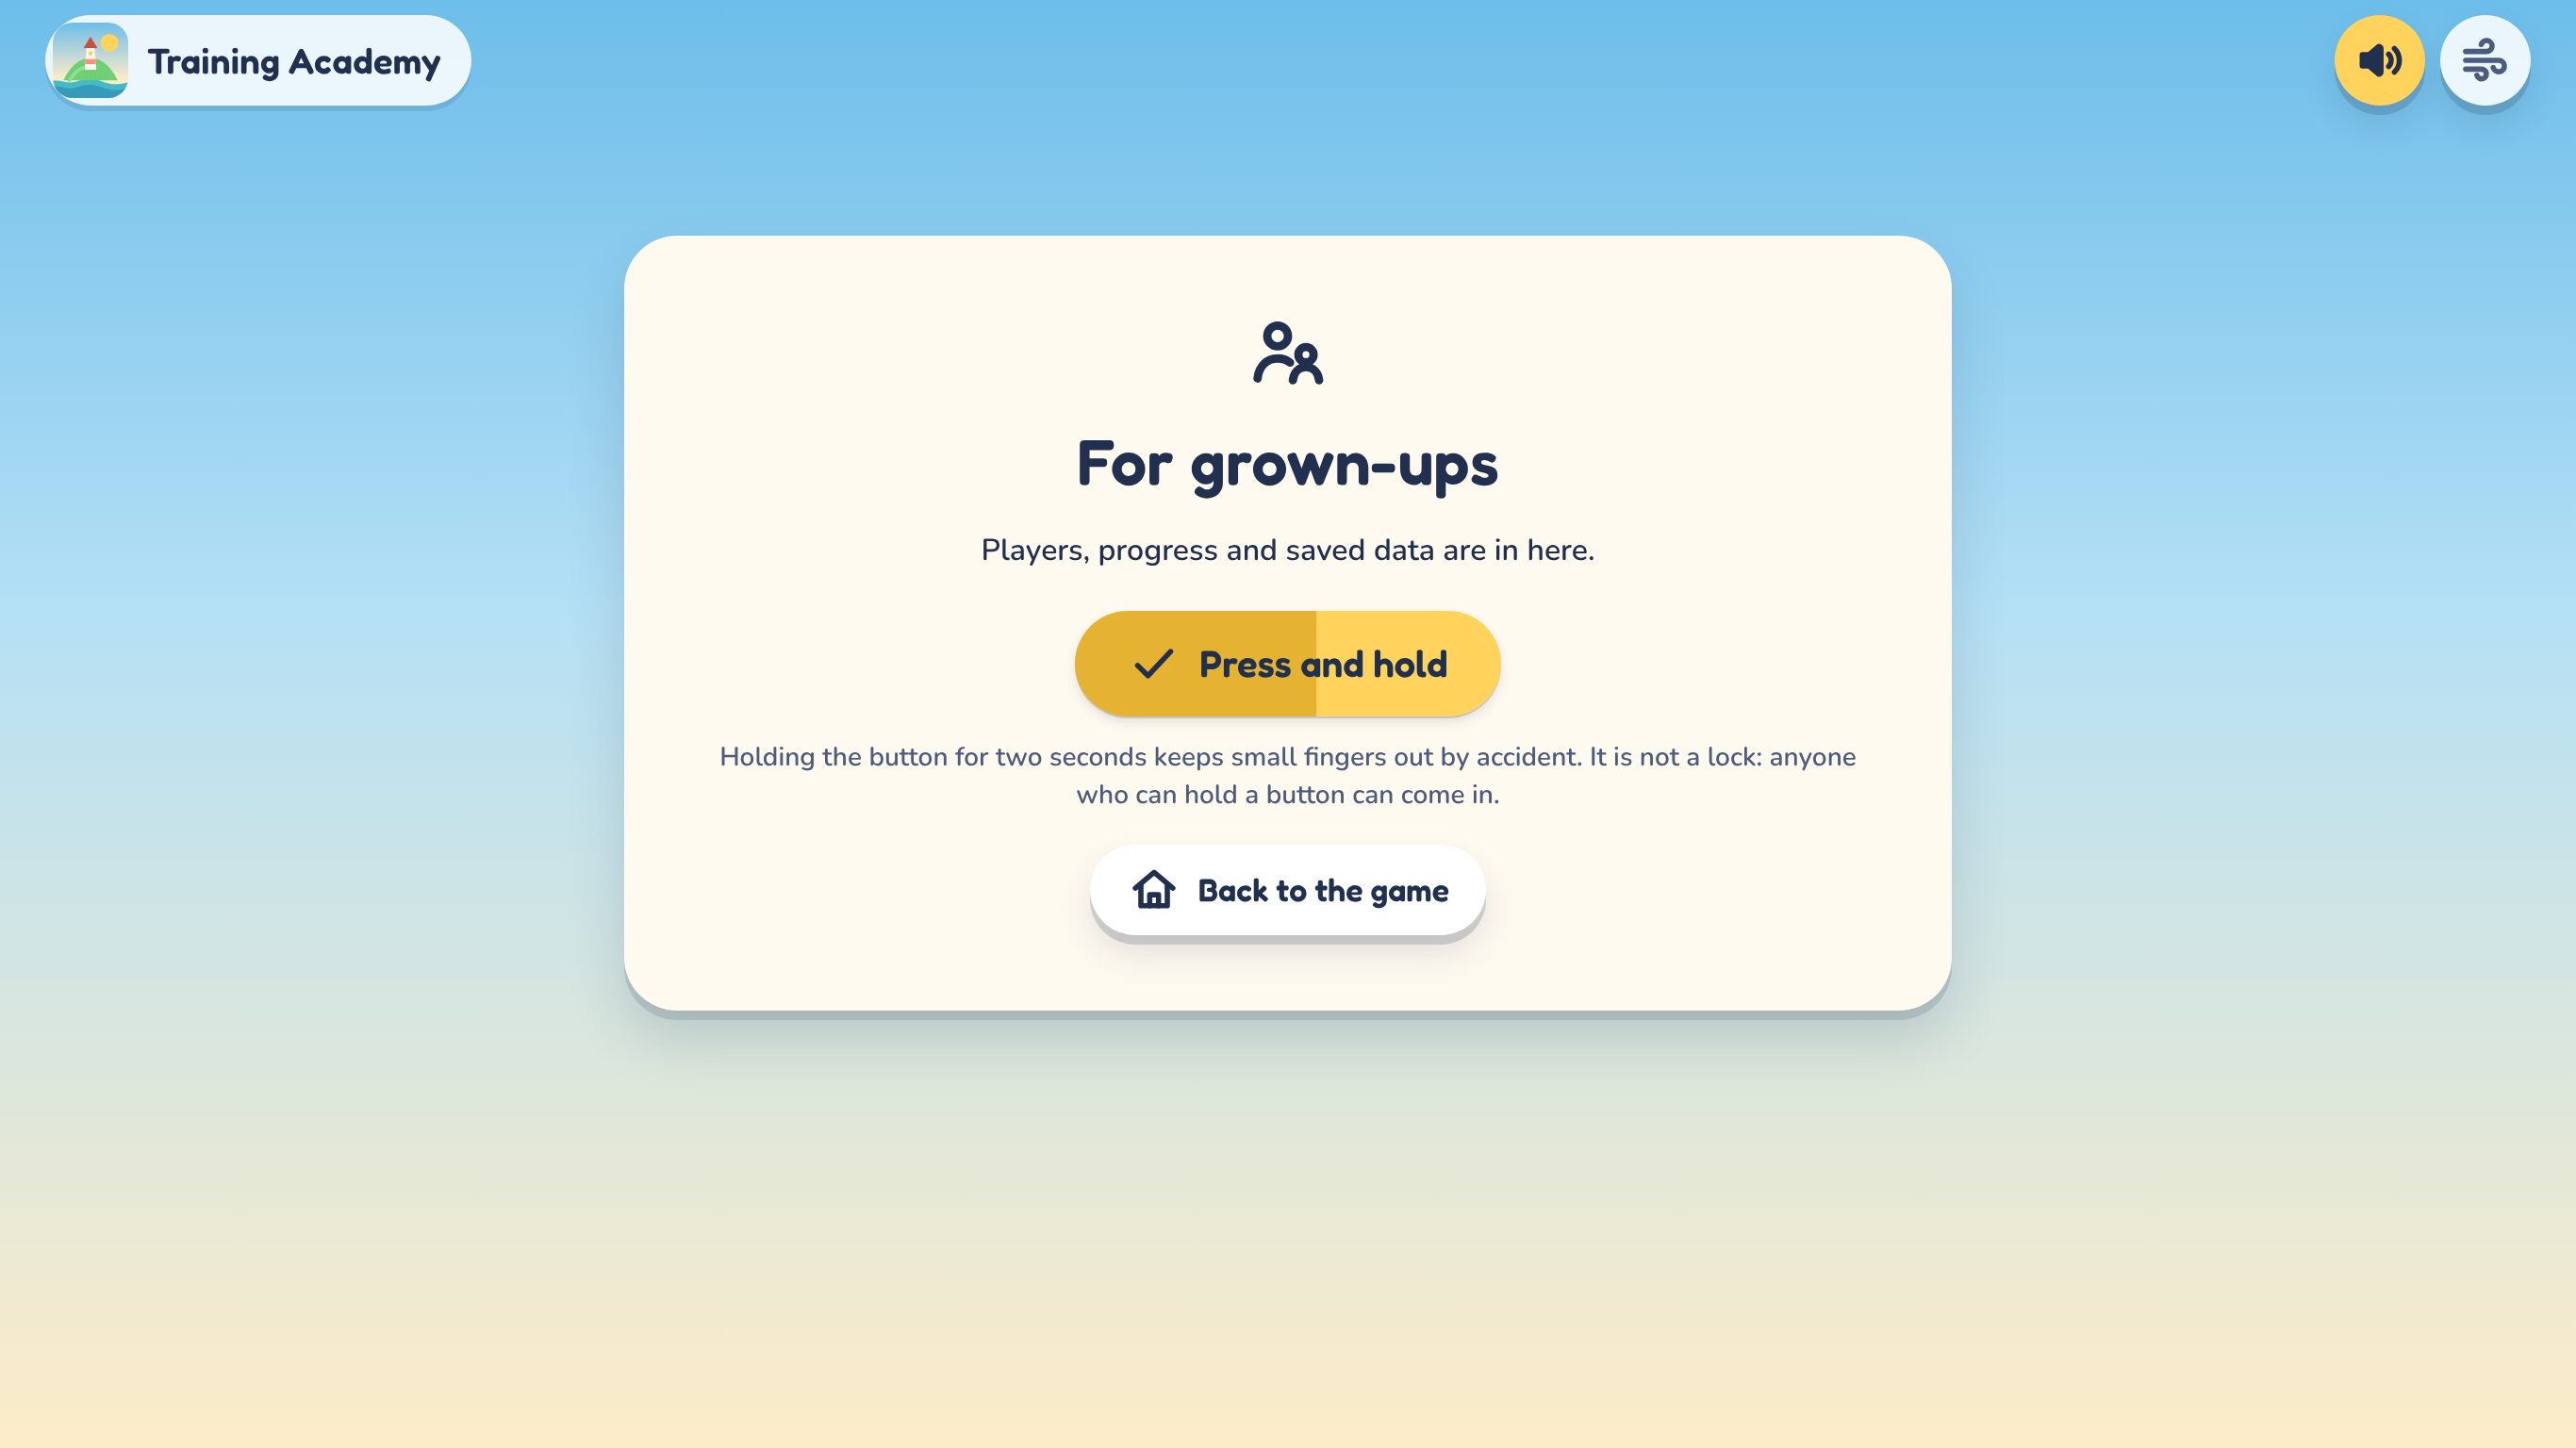 Training Academy
For grown-ups
Players, progress and saved data are in here.
Press and hold
Holding the button for two seconds keeps small fingers out by accident. It is not a lock: anyone
who can hold a button can come in.
Back to the game